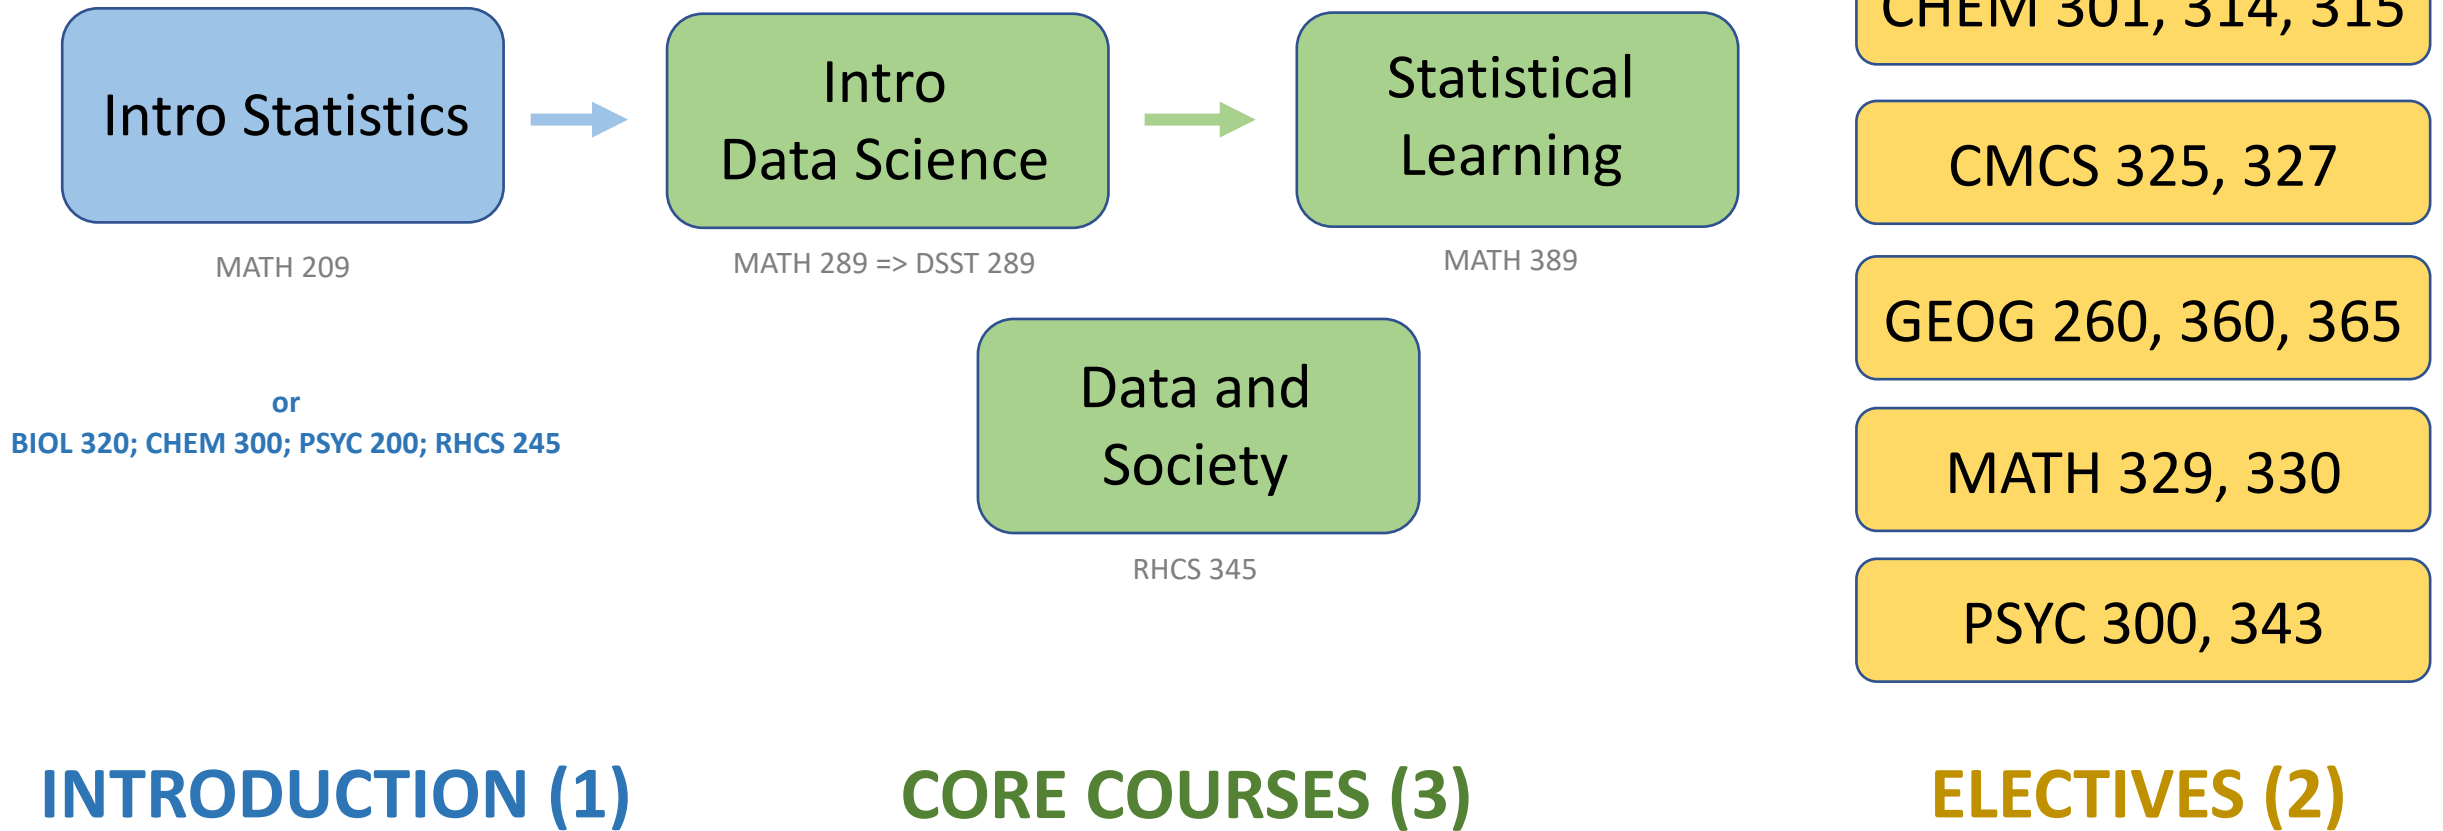 Intro Statistics
MATH 209
or
BIOL 320; CHEM 300; PSYC 200; RHCS 245
INTRODUCTION (1)
Intro
Data Science
MATH 289 => DSST 289
Statistical
Learning
MATH 389
Data and
Society
RHCS 345
CORE COURSES (3)
CHEM 301, 314, 315
CMCS 325, 327
GEOG 260, 360, 365
MATH 329, 330
PSYC 300, 343
ELECTIVES (2)